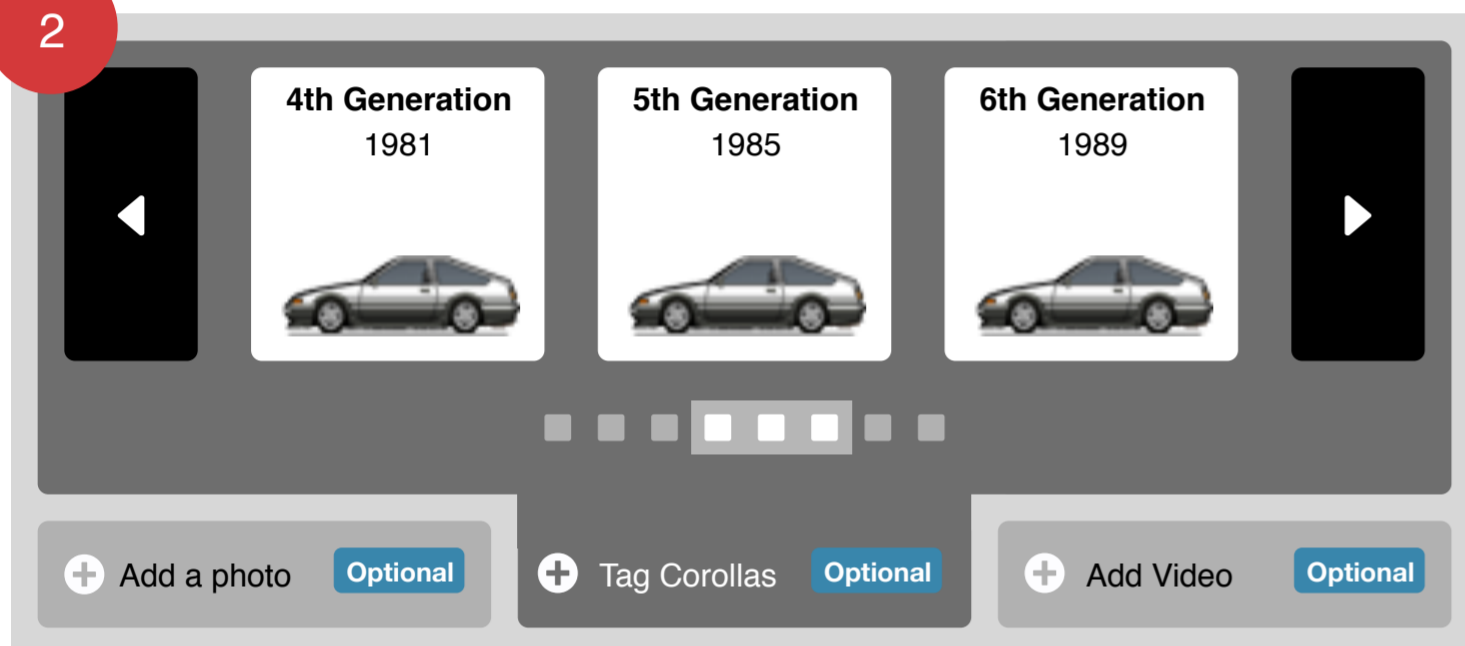 2
4th Generation
1981
5th Generation
1985
6th Generation
1989
Add a photo Optional
Tag Corollas Optional
Add Video Optional